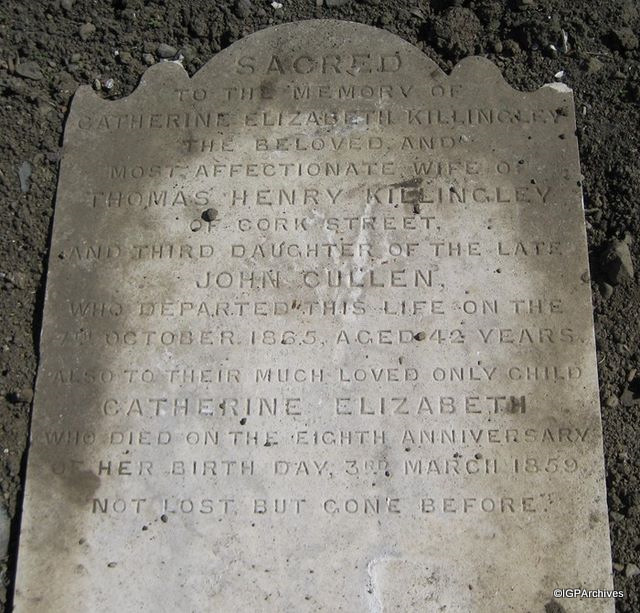 SACRED
TO THE MEMORY OF
CATHERINE ELIZABETH KILLINGLEY
THE BELOVED AND
MOST AFFECTIONATE WIFE OF
THOMAS HENRY KILLINGLEY
OF CORK STREET,
AND THIRD DAUGHTER OF THE LATE
JOHN CULLEN,
WHO DEPARTED THIS LIFE ON THE
OCTOBER 1865, AGED 42 YEARS.
ALSO TO THEIR MUCH LOVED ONLY CHILD
CATHERINE ELIZABETH
WHO DIED ON THE EIGHTH ANNIVERSARY
OF HER BIRTH DAY, 3RD MARCH 1859.
NOT LOST BUT GONE BEFORE.
©IGPArchives